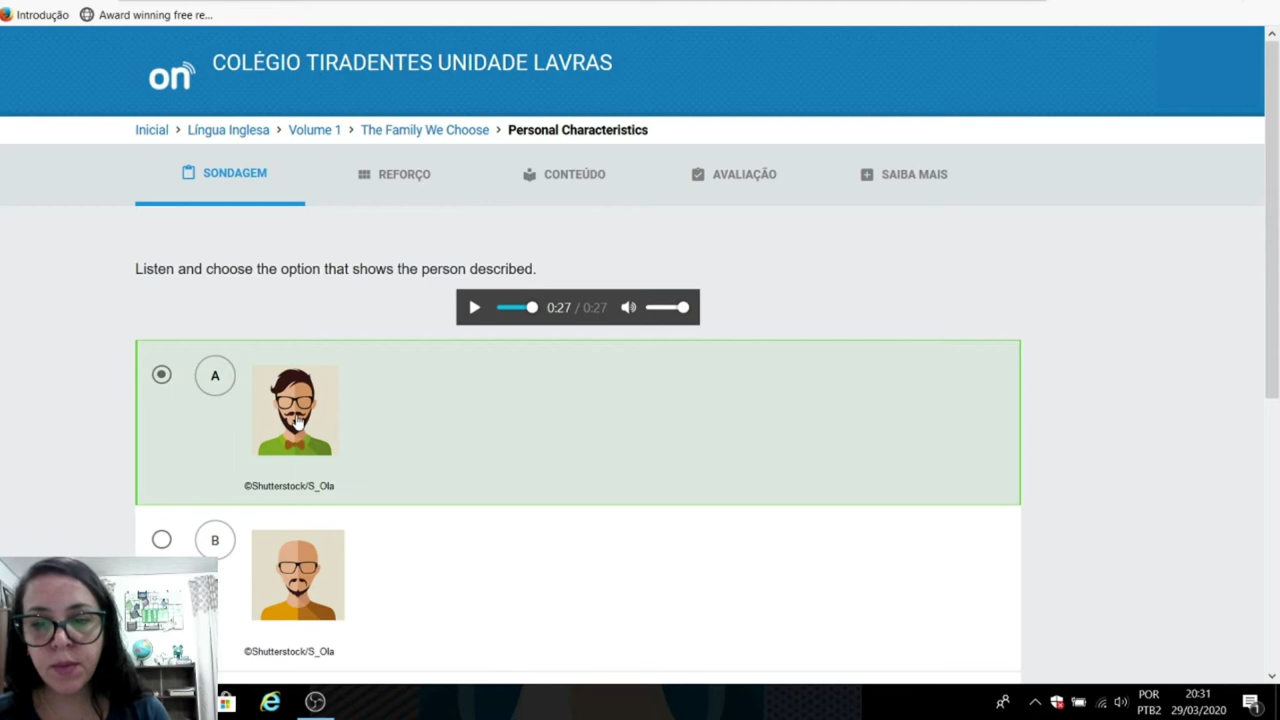 Introdução Award winning free re...
on
COLÉGIO TIRADENTES UNIDADE LAVRAS
Inicial > Língua Inglesa > Volume 1 > The Family We Choose > Personal Characteristics
SONDAGEM REFORÇO CONTEÚDO AVALIAÇÃO SAIBA MAIS
Listen and choose the option that shows the person described.
0:27 / 0:27
A
©Shutterstock/S_Ola
B
©Shutterstock/S_Ola
POR 20:31
PTB2 29/03/2020 1